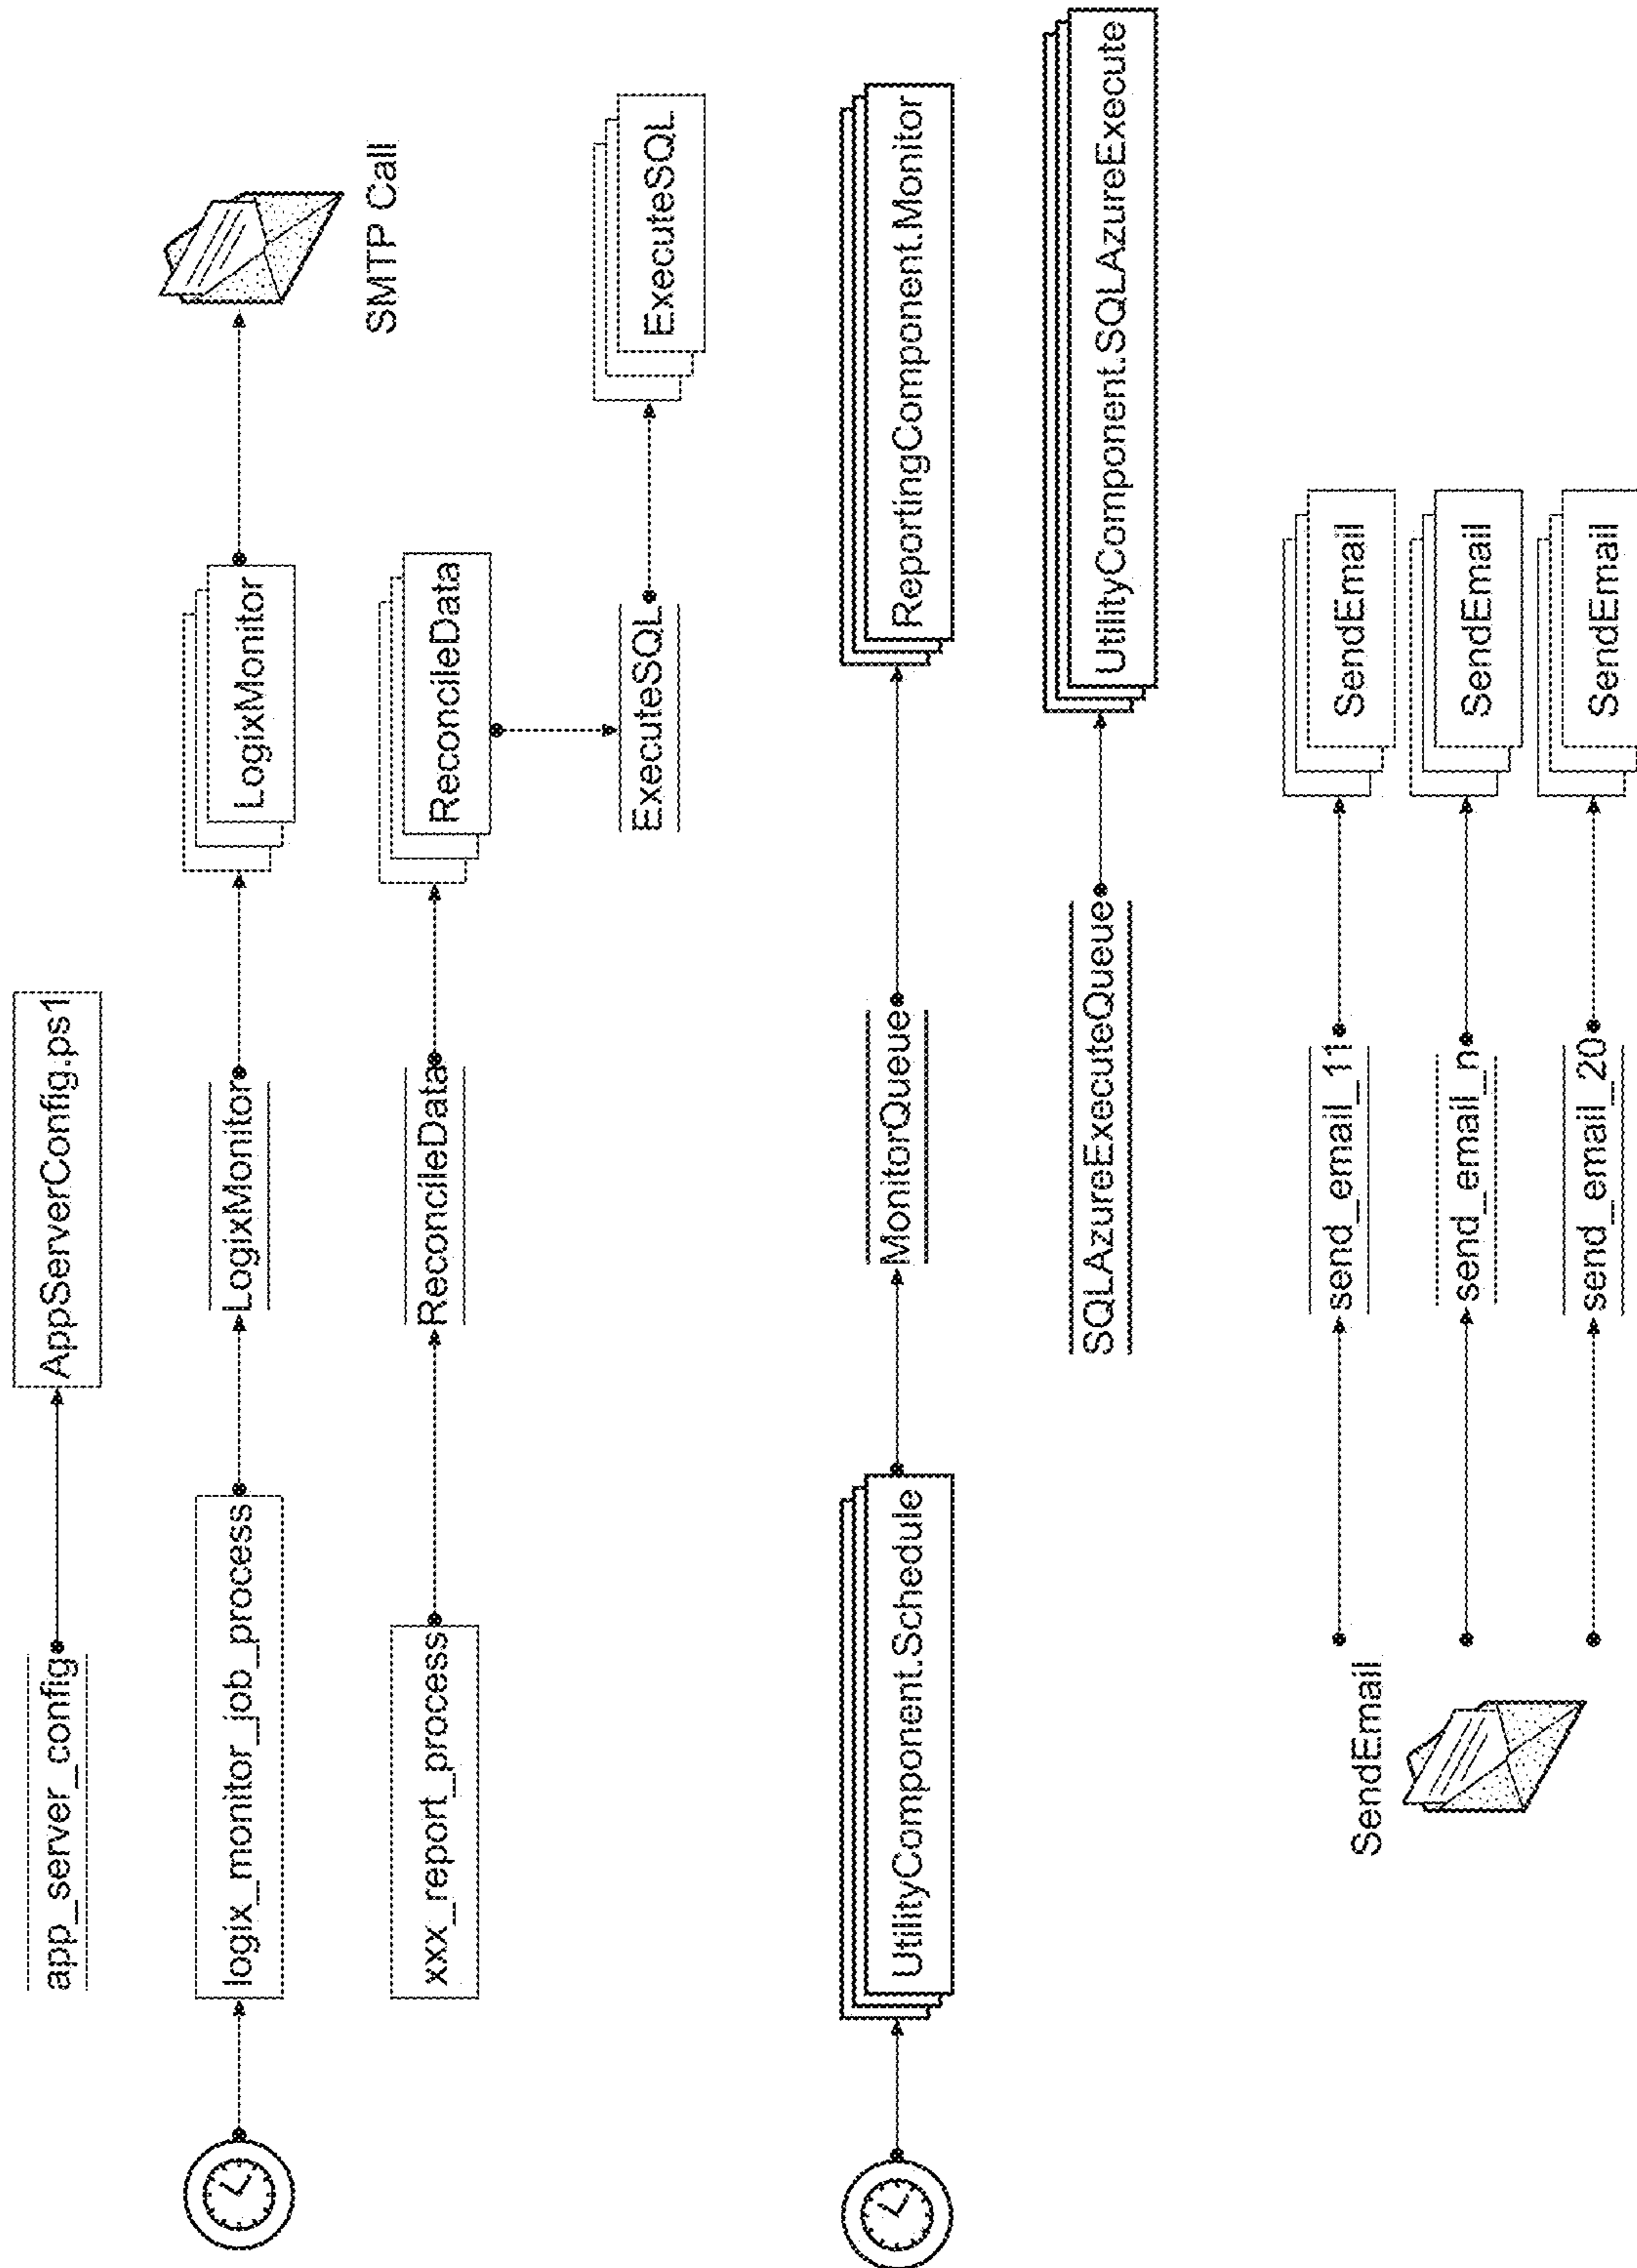 app_server_config
AppServerConfig.ps1
logix_monitor_job_process
LogixMonitor
LogixMonitor
SMTP Call
xxx_report_process
ReconcileData
ReconcileData
ExecuteSQL
ExecuteSQL
UtilityComponent.Schedule
MonitorQueue
ReportingComponent.Monitor
SQLAzureExecuteQueue
UtilityComponent.SQLAzureExecute
SendEmail
send_email_11
SendEmail
send_email_n
SendEmail
send_email_20
SendEmail